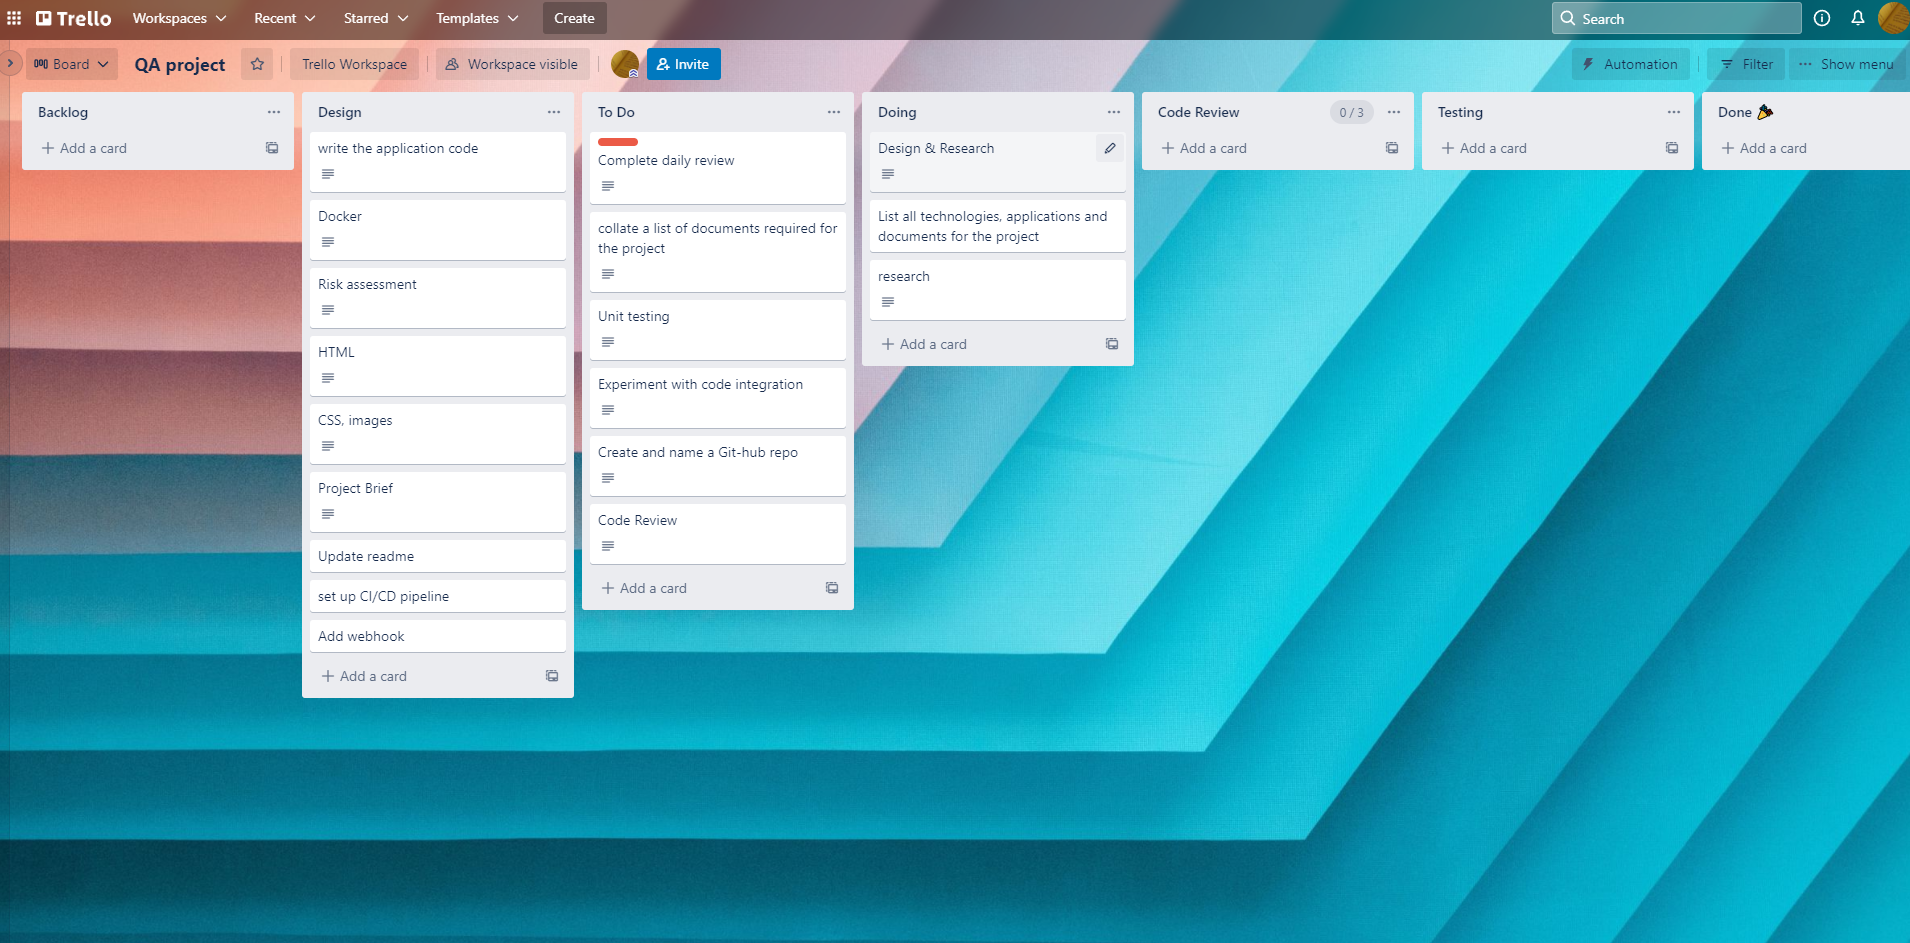 Trello
Workspaces
Recent
Starred
Templates
Create
Search
Board
QA project
Trello Workspace
Workspace visible
Invite
Automation
Filter
Show menu
Backlog
Add a card
Design
write the application code
Docker
Risk assessment
HTML
CSS, images
Project Brief
Update readme
set up CI/CD pipeline
Add webhook
Add a card
To Do
Complete daily review
collate a list of documents required for
the project
Unit testing
Experiment with code integration
Create and name a Git-hub repo
Code Review
Add a card
Doing
Design & Research
List all technologies, applications and
documents for the project
research
Add a card
Code Review
0 / 3
Add a card
Testing
Add a card
Done 🎉
Add a card